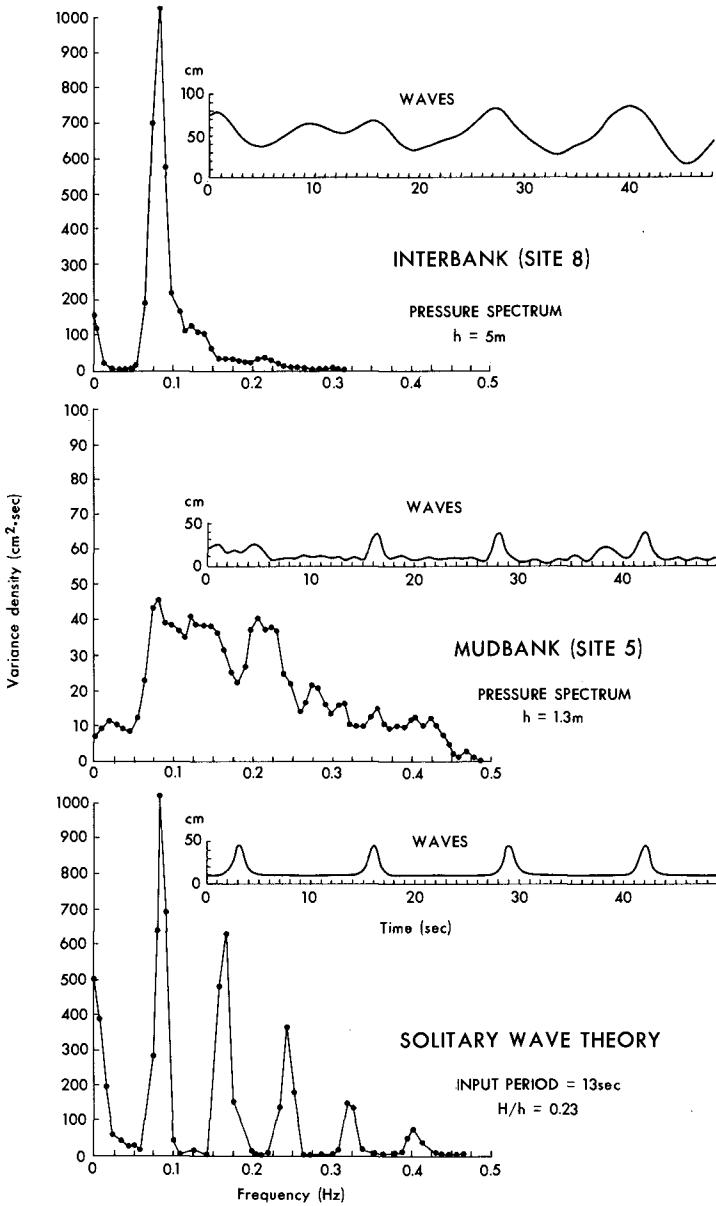 1000
900
800
700
600
500
400
300
200
100
0
cm
100
50
0
WAVES
0 10 20 30 40
INTERBANK (SITE 8)
PRESSURE SPECTRUM
h = 5m
0 0.1 0.2 0.3 0.4 0.5
Variance density (cm²·sec)
100
90
80
70
60
50
40
30
20
10
0
cm
50
0
WAVES
0 10 20 30 40
MUDBANK (SITE 5)
PRESSURE SPECTRUM
h = 1.3m
0 0.1 0.2 0.3 0.4 0.5
1000
900
800
700
600
500
400
300
200
100
0
cm
50
0
WAVES
0 10 20 30 40
Time (sec)
SOLITARY WAVE THEORY
INPUT PERIOD = 13sec
H/h = 0.23
0 0.1 0.2 0.3 0.4 0.5
Frequency (Hz)